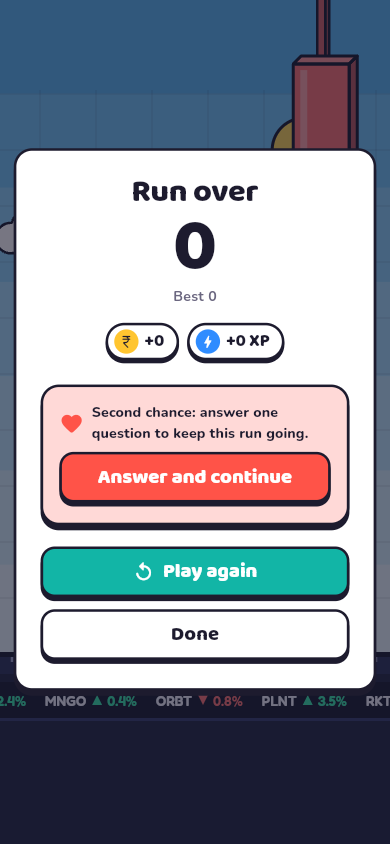 Run over
0
Best 0
₹ +0
+0 XP
Second chance: answer one
question to keep this run going.
Answer and continue
Play again
Done
2.4% MNGO ▲ 0.4% ORBT ▼ 0.8% PLNT ▲ 3.5% RKT